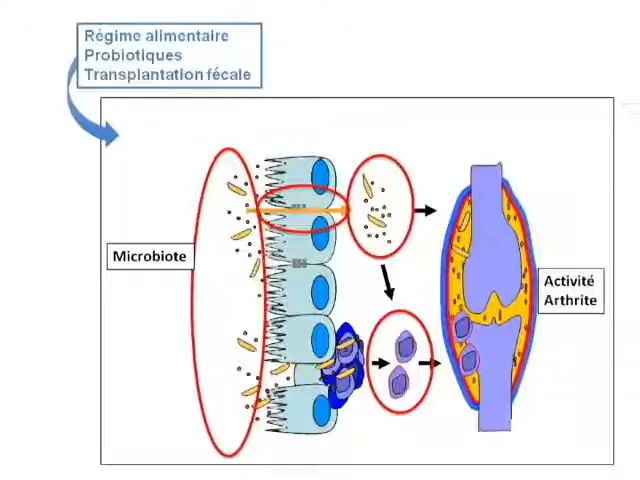 Régime alimentaire
Probiotiques
Transplantation fécale
Microbiote
Activité
Arthrite